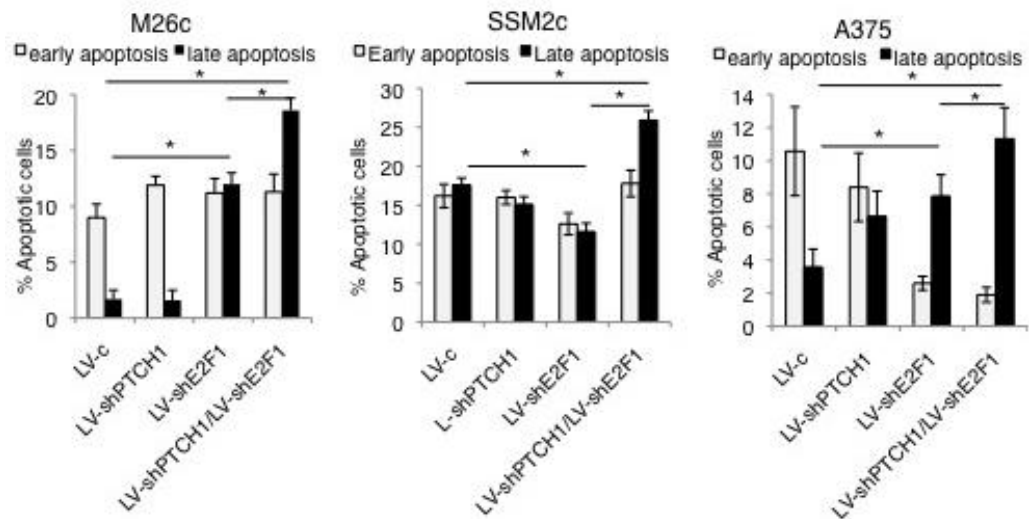 M26c
early apoptosis late apoptosis
*
*
*
% Apoptotic cells
20
15
10
5
0
LV-c
LV-shPTCH1
LV-shE2F1
LV-shPTCH1/LV-shE2F1
SSM2c
Early apoptosis Late apoptosis
*
*
*
% Apoptotic cells
30
25
20
15
10
5
0
LV-c
L-shPTCH1
LV-shE2F1
LV-shPTCH1/LV-shE2F1
A375
early apoptosis late apoptosis
*
*
*
% Apoptotic cells
14
12
10
8
6
4
2
0
LV-c
LV-shPTCH1
LV-shE2F1
LV-shPTCH1/LV-shE2F1